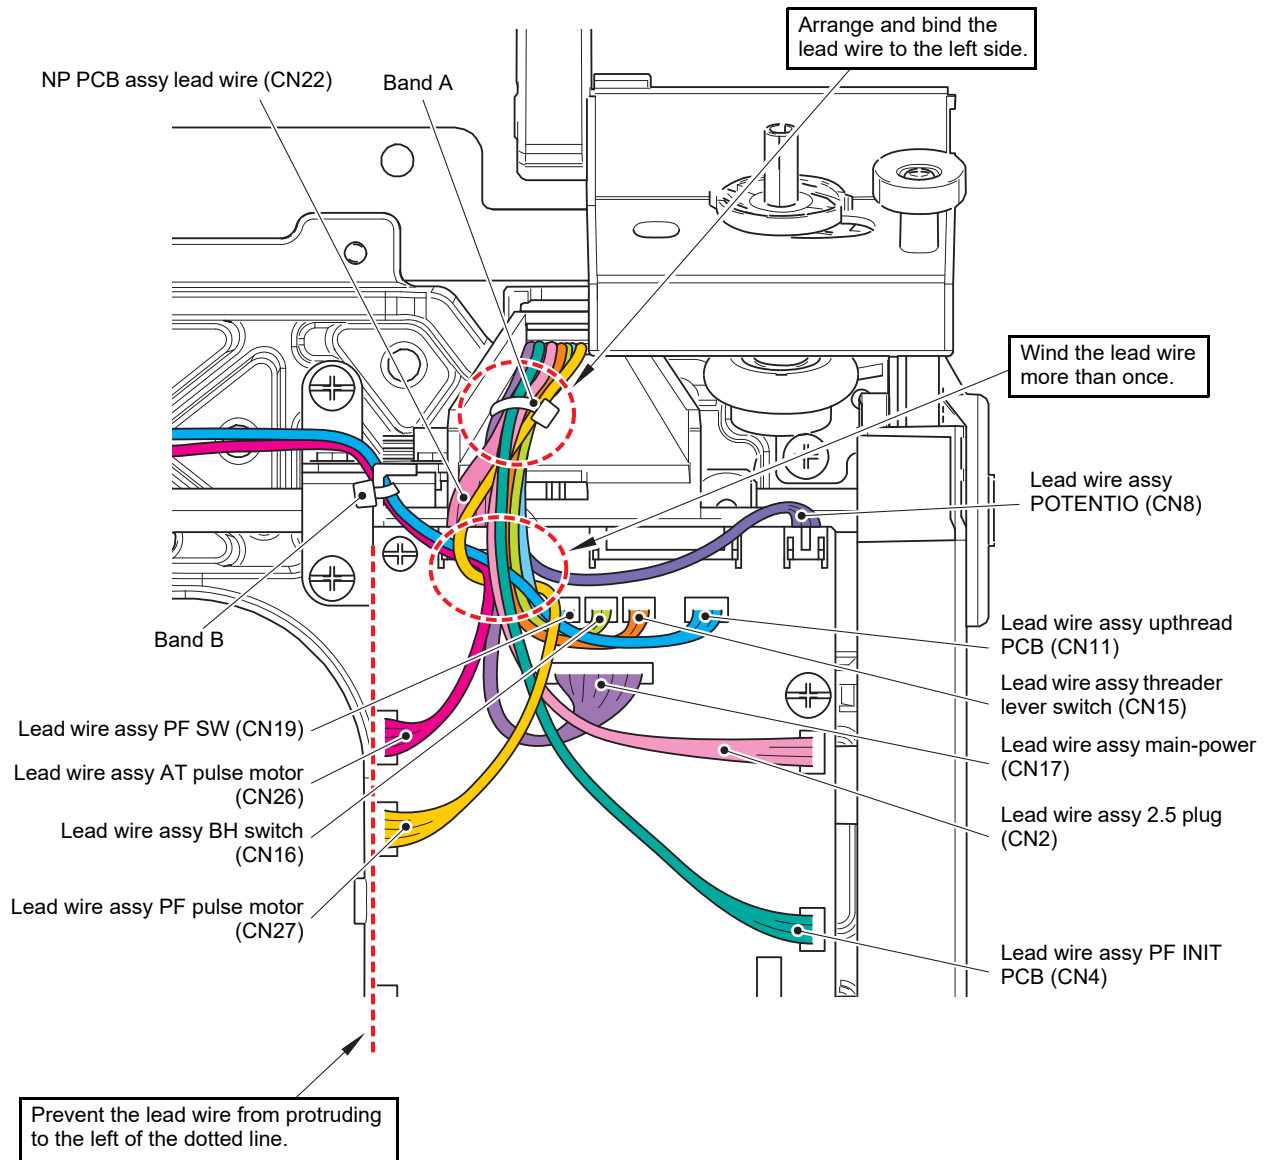 Arrange and bind the
lead wire to the left side.
NP PCB assy lead wire (CN22)
Band A
Wind the lead wire
more than once.
Lead wire assy
POTENTIO (CN8)
Band B
Lead wire assy upthread
PCB (CN11)
Lead wire assy threader
lever switch (CN15)
Lead wire assy PF SW (CN19)
Lead wire assy main-power
(CN17)
Lead wire assy AT pulse motor
(CN26)
Lead wire assy 2.5 plug
(CN2)
Lead wire assy BH switch
(CN16)
Lead wire assy PF pulse motor
(CN27)
Lead wire assy PF INIT
PCB (CN4)
Prevent the lead wire from protruding
to the left of the dotted line.